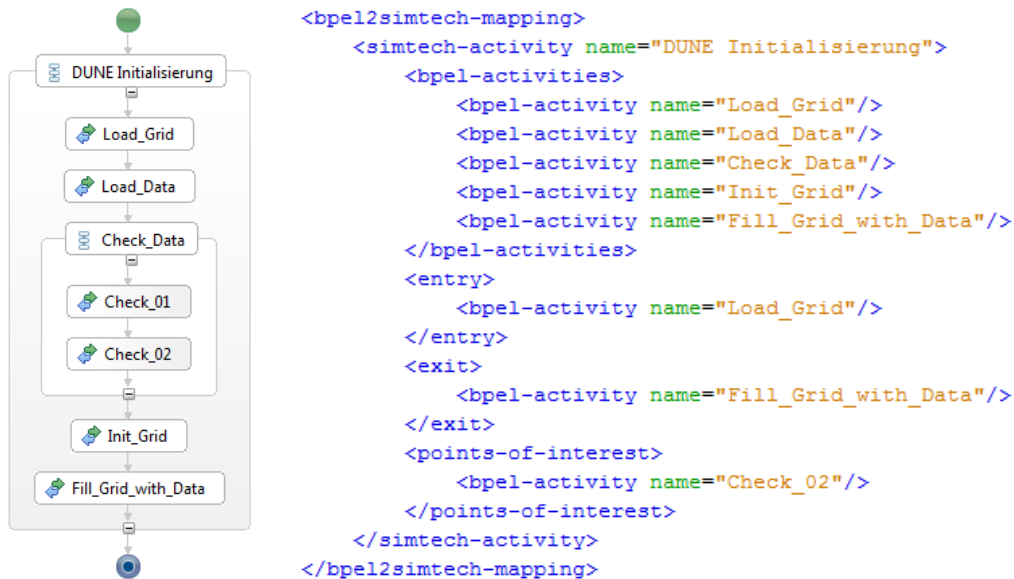 DUNE Initialisierung
Load_Grid
Load_Data
Check_Data
Check_01
Check_02
Init_Grid
Fill_Grid_with_Data
<bpel2simtech-mapping>
    <simtech-activity name="DUNE Initialisierung">
        <bpel-activities>
            <bpel-activity name="Load_Grid"/>
            <bpel-activity name="Load_Data"/>
            <bpel-activity name="Check_Data"/>
            <bpel-activity name="Init_Grid"/>
            <bpel-activity name="Fill_Grid_with_Data"/>
        </bpel-activities>
        <entry>
            <bpel-activity name="Load_Grid"/>
        </entry>
        <exit>
            <bpel-activity name="Fill_Grid_with_Data"/>
        </exit>
        <points-of-interest>
            <bpel-activity name="Check_02"/>
        </points-of-interest>
    </simtech-activity>
</bpel2simtech-mapping>